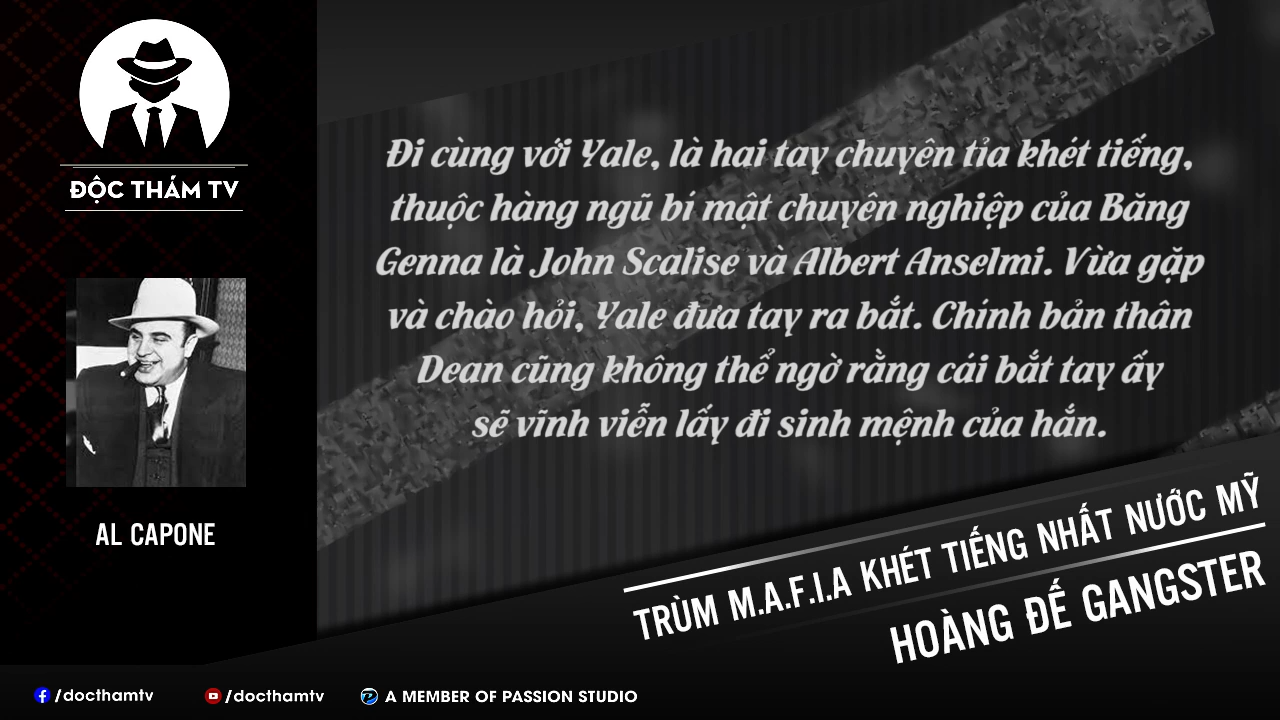 ĐỘC THÁM TV
AL CAPONE
Đi cùng với Yale, là hai tay chuyên tỉa khét tiếng,
thuộc hàng ngũ bí mật chuyên nghiệp của Băng
Genna là John Scalise và Albert Anselmi. Vừa gặp
và chào hỏi, Yale đưa tay ra bắt. Chính bản thân
Dean cũng không thể ngờ rằng cái bắt tay ấy
sẽ vĩnh viễn lấy đi sinh mệnh của hắn.
TRÙM M.A.F.I.A KHÉT TIẾNG NHẤT NƯỚC MỸ
HOÀNG ĐẾ GANGSTER
/docthamtv
/docthamtv
A MEMBER OF PASSION STUDIO